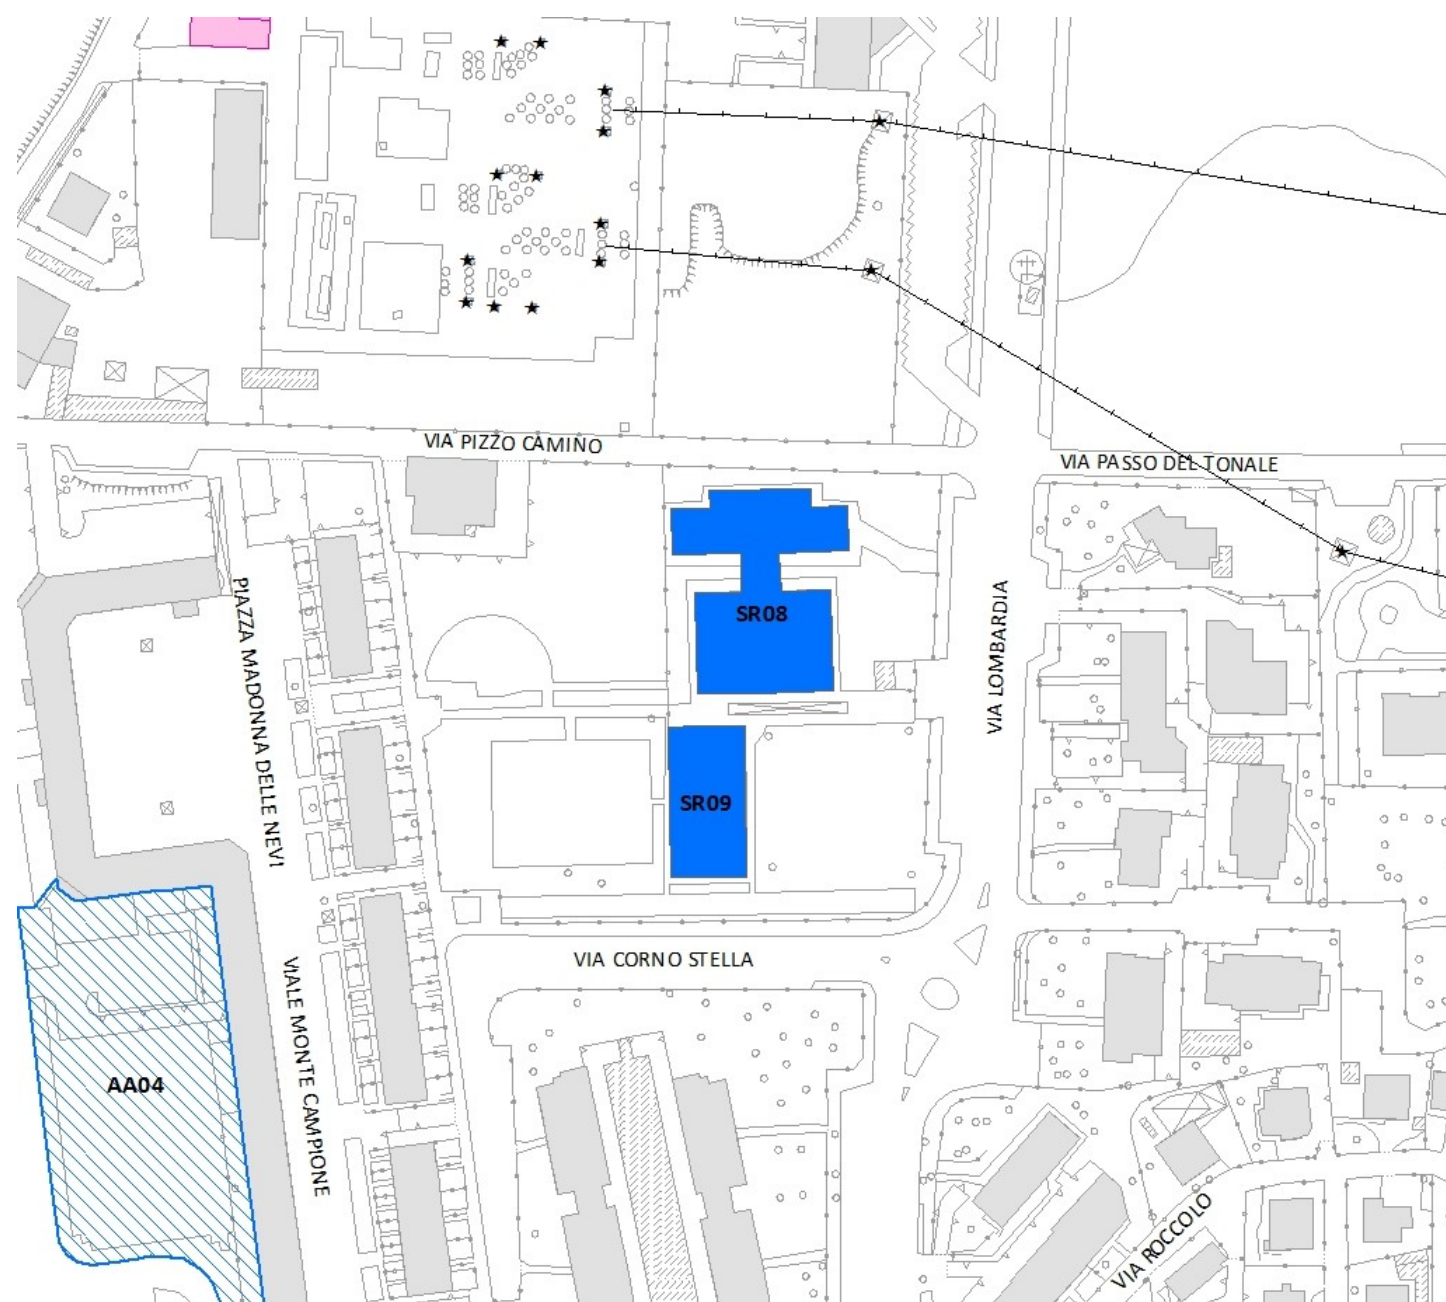 VIA PIZZO CAMINO
VIA PASSO DEL TONALE
PIAZZA MADONNA DELLE NEVI
SR08
VIA LOMBARDIA
SR09
VIA CORNO STELLA
VIALE MONTE CAMPIONE
AA04
VIA ROCCOLO